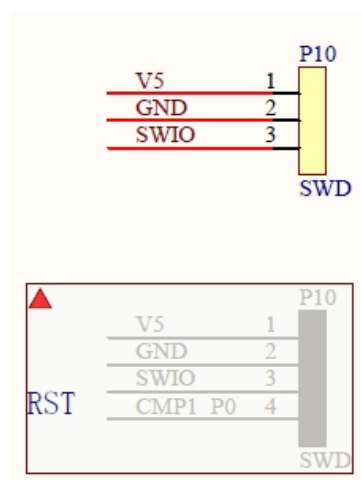 P10
V5 1
GND 2
SWIO 3
SWD
P10
V5 1
GND 2
SWIO 3
RST CMP1 P0 4
SWD